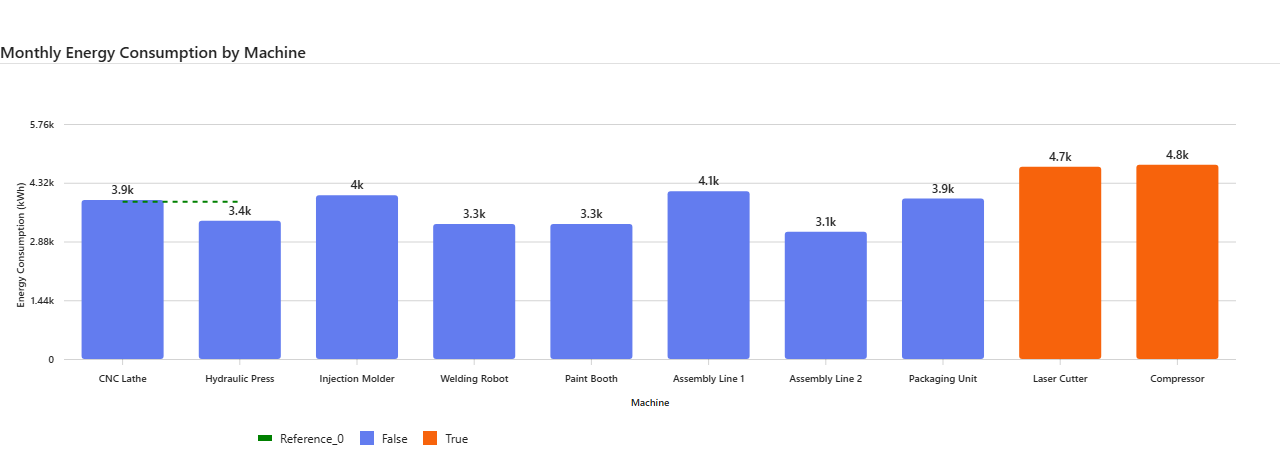 Monthly Energy Consumption by Machine
5.76k
4.32k
2.88k
1.44k
0
Energy Consumption (kWh)
3.9k 3.4k 4k 3.3k 3.3k 4.1k 3.1k 3.9k 4.7k 4.8k
CNC Lathe Hydraulic Press Injection Molder Welding Robot Paint Booth Assembly Line 1 Assembly Line 2 Packaging Unit Laser Cutter Compressor
Machine
Reference_0 False True